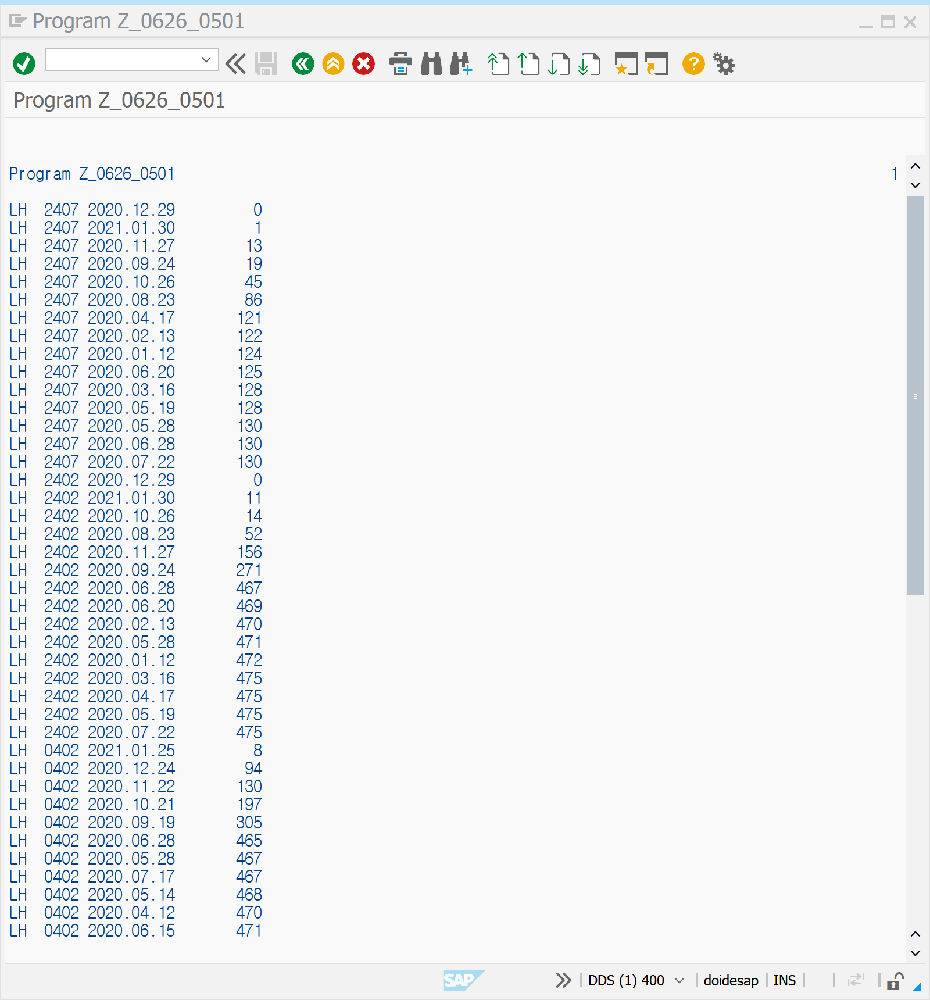 Program Z_0626_0501
Program Z_0626_0501
Program Z_0626_0501 1
LH 2407 2020.12.29 0
LH 2407 2021.01.30 1
LH 2407 2020.11.27 13
LH 2407 2020.09.24 19
LH 2407 2020.10.26 45
LH 2407 2020.08.23 86
LH 2407 2020.04.17 121
LH 2407 2020.02.13 122
LH 2407 2020.01.12 124
LH 2407 2020.06.20 125
LH 2407 2020.03.16 128
LH 2407 2020.05.19 128
LH 2407 2020.05.28 130
LH 2407 2020.06.28 130
LH 2407 2020.07.22 130
LH 2402 2020.12.29 0
LH 2402 2021.01.30 11
LH 2402 2020.10.26 14
LH 2402 2020.08.23 52
LH 2402 2020.11.27 156
LH 2402 2020.09.24 271
LH 2402 2020.06.28 467
LH 2402 2020.06.20 469
LH 2402 2020.02.13 470
LH 2402 2020.05.28 471
LH 2402 2020.01.12 472
LH 2402 2020.03.16 475
LH 2402 2020.04.17 475
LH 2402 2020.05.19 475
LH 2402 2020.07.22 475
LH 0402 2021.01.25 8
LH 0402 2020.12.24 94
LH 0402 2020.11.22 130
LH 0402 2020.10.21 197
LH 0402 2020.09.19 305
LH 0402 2020.06.28 465
LH 0402 2020.05.28 467
LH 0402 2020.07.17 467
LH 0402 2020.05.14 468
LH 0402 2020.04.12 470
LH 0402 2020.06.15 471
SAP DDS (1) 400 doidesap INS